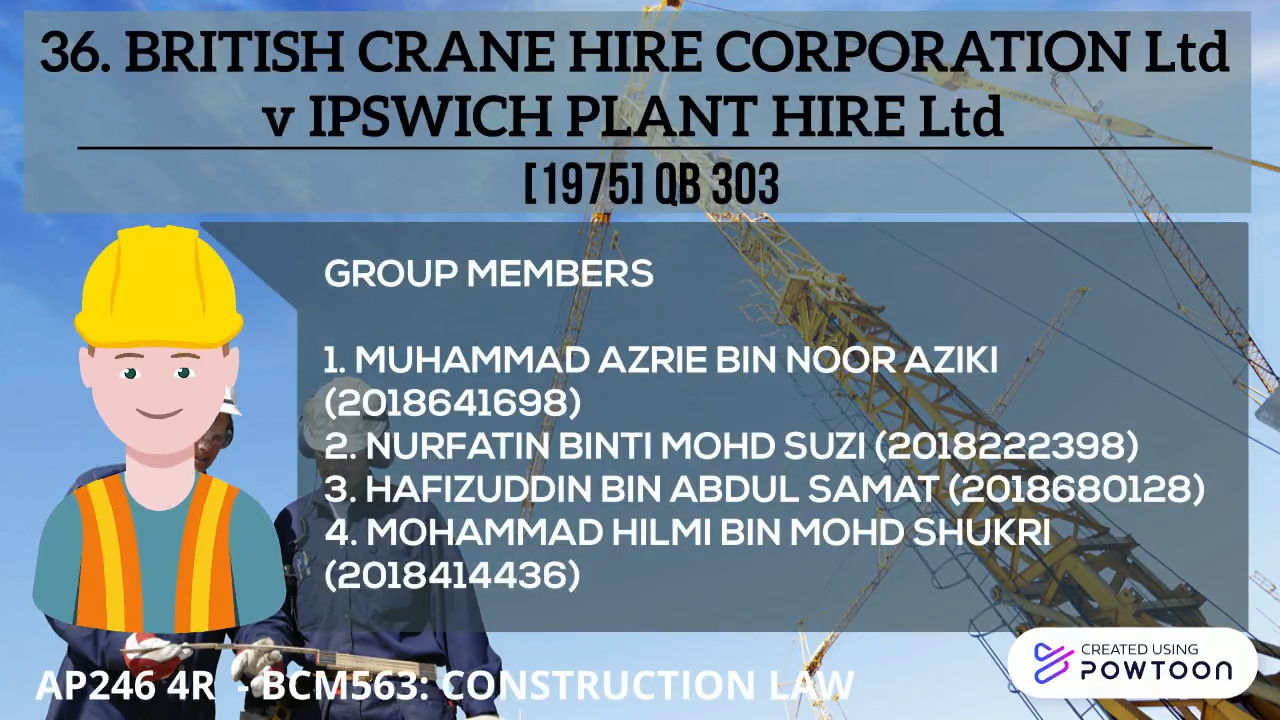 36. BRITISH CRANE HIRE CORPORATION Ltd
v IPSWICH PLANT HIRE Ltd
[1975] QB 303
GROUP MEMBERS
1. MUHAMMAD AZRIE BIN NOOR AZIKI
(2018641698)
2. NURFATIN BINTI MOHD SUZI (2018222398)
3. HAFIZUDDIN BIN ABDUL SAMAT (2018680128)
4. MOHAMMAD HILMI BIN MOHD SHUKRI
(2018414436)
AP246 4R - BCM563: CONSTRUCTION LAW
CREATED USING
POWTOON